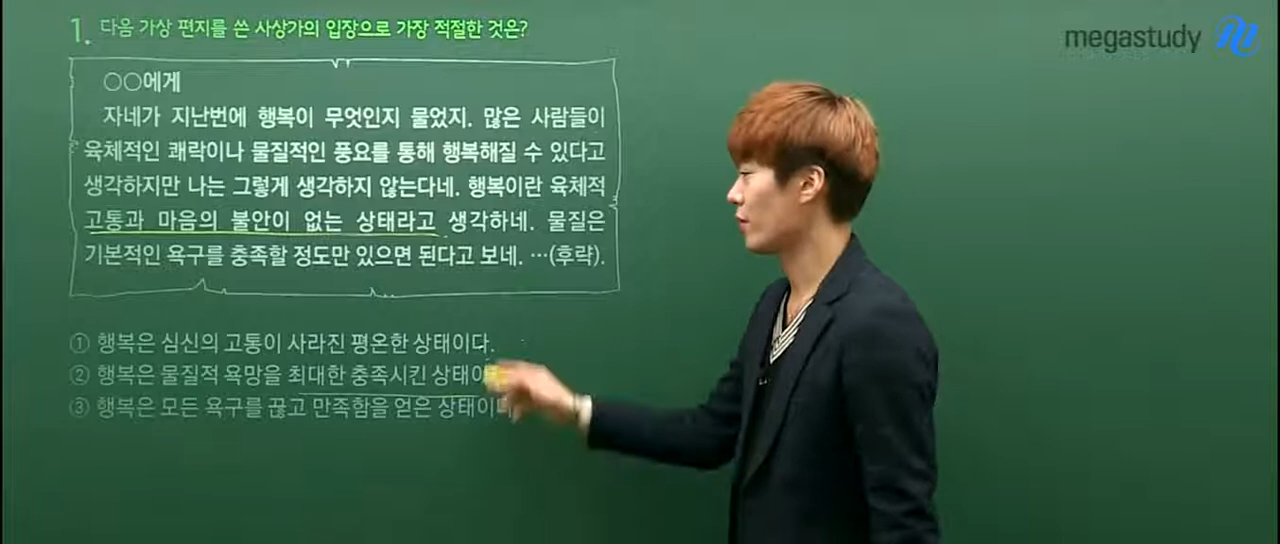 megastudy
1. 다음 가상 편지를 쓴 사상가의 입장으로 가장 적절한 것은?
○○에게
자네가 지난번에 행복이 무엇인지 물었지. 많은 사람들이
육체적인 쾌락이나 물질적인 풍요를 통해 행복해질 수 있다고
생각하지만 나는 그렇게 생각하지 않는다네. 행복이란 육체적
고통과 마음의 불안이 없는 상태라고 생각하네. 물질은
기본적인 욕구를 충족할 정도만 있으면 된다고 보네. …(후략).
① 행복은 심신의 고통이 사라진 평온한 상태이다.
② 행복은 물질적 욕망을 최대한 충족시킨
③ 행복은 모든 욕구를 끊고 만족함을 얻은 상태이다